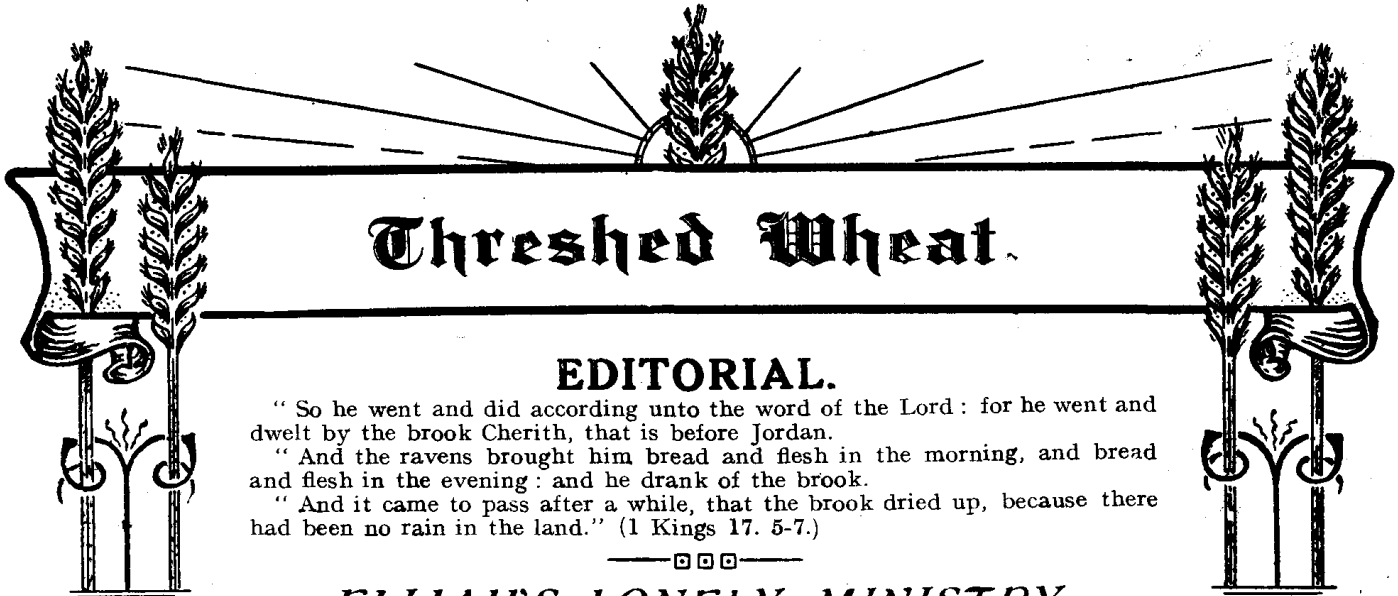 Threshed Wheat.
EDITORIAL.
“ So he went and did according unto the word of the Lord : for he went and
dwelt by the brook Cherith, that is before Jordan.
“ And the ravens brought him bread and flesh in the morning, and bread
and flesh in the evening : and he drank of the brook.
“ And it came to pass after a while, that the brook dried up, because there
had been no rain in the land.” (1 Kings 17. 5-7.)
ELIJAH'S LONELY MINISTRY